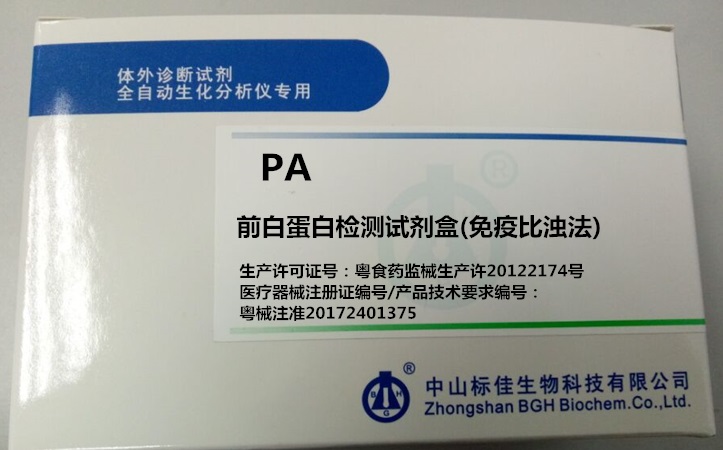 体外诊断试剂
全自动生化分析仪专用
PA
®
前白蛋白检测试剂盒(免疫比浊法)
生产许可证号：粤食药监械生产许20122174号
医疗器械注册证编号/产品技术要求编号：
粤械注准20172401375
®
B H
G
中山标佳生物科技有限公司
Zhongshan BGH Biochem.Co.,Ltd.